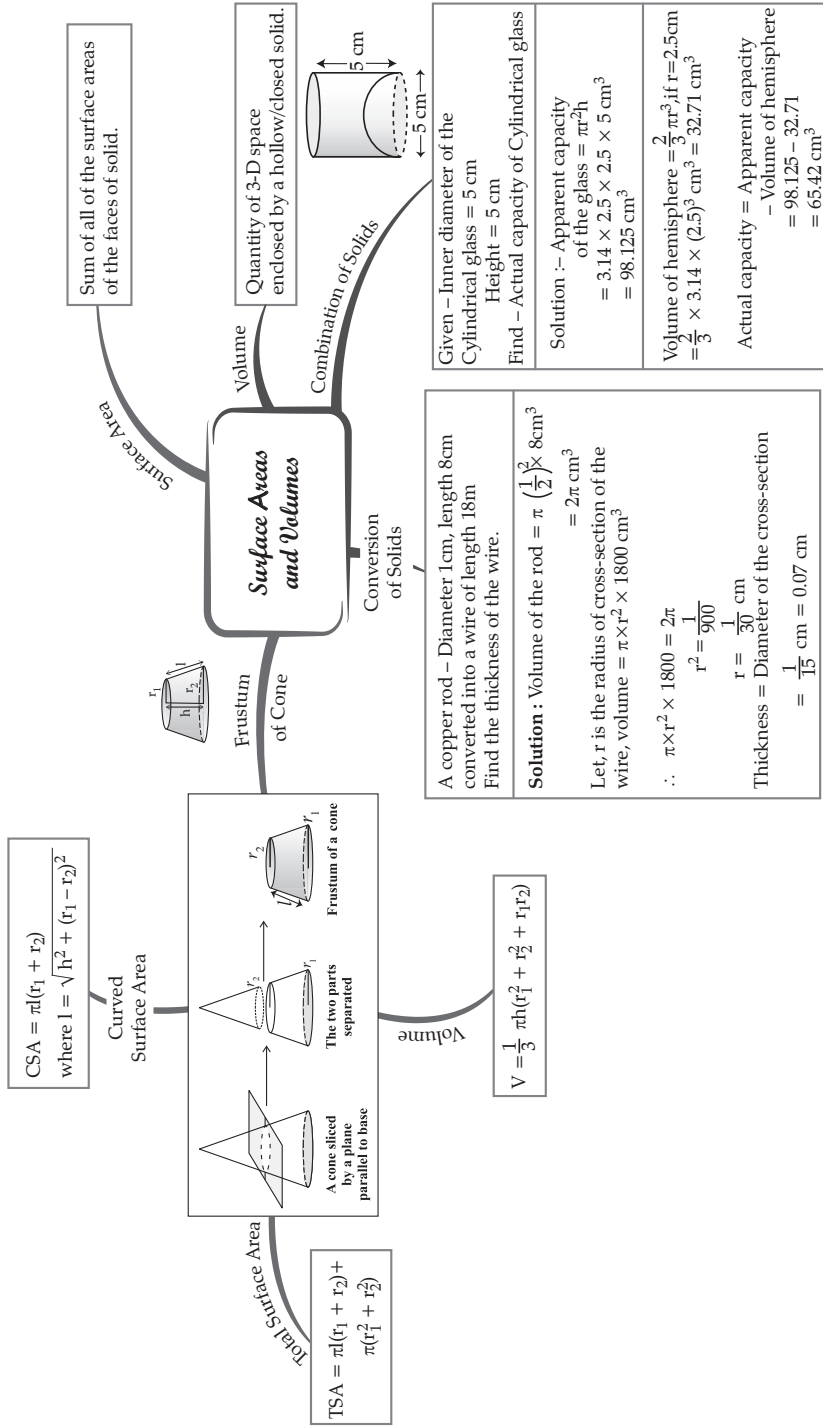 Surface Areas
and Volumes
Surface Area
Sum of all of the surface areas
of the faces of solid.
Volume
Quantity of 3-D space
enclosed by a hollow/closed solid.
Combination of Solids
5 cm
5 cm
Given – Inner diameter of the
Cylindrical glass = 5 cm
Height = 5 cm
Find – Actual capacity of Cylindrical glass
Solution :– Apparent capacity
of the glass = πr²h
= 3.14 × 2.5 × 2.5 × 5 cm³
= 98.125 cm³
Volume of hemisphere = 2/3 πr³, if r=2.5cm
= 2/3 × 3.14 × (2.5)³ cm³ = 32.71 cm³
Actual capacity = Apparent capacity
– Volume of hemisphere
= 98.125 – 32.71
= 65.42 cm³
Conversion
of Solids
A copper rod – Diameter 1cm, length 8cm
converted into a wire of length 18m
Find the thickness of the wire.
Solution : Volume of the rod = π (1/2)² × 8cm³
= 2π cm³
Let, r is the radius of cross-section of the
wire, volume = π×r² × 1800 cm³
∴ π×r² × 1800 = 2π
r² = 1/900
r = 1/30 cm
Thickness = Diameter of the cross-section
= 1/15 cm = 0.07 cm
Frustum
of Cone
r₁
h
r₂
l
A cone sliced
by a plane
parallel to base
r₂
r₁
The two parts
separated
r₂
l
r₁
Frustum of a cone
Curved
Surface Area
CSA = πl(r₁ + r₂)
where l = √(h² + (r₁ – r₂)²)
Volume
V = 1/3 πh(r₁² + r₂² + r₁r₂)
Total Surface Area
TSA = πl(r₁ + r₂)+
π(r₁² + r₂²)